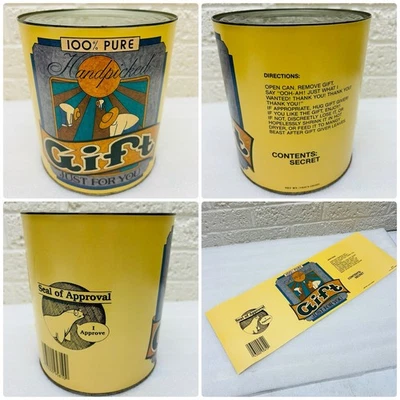 100% PURE
Handpicked
Gift
JUST FOR YOU
DIRECTIONS:
OPEN CAN. REMOVE GIFT.
SAY "OOH-AH! JUST WHAT I
WANTED! THANK YOU! THANK YOU!
THANK YOU!"
IF APPROPRIATE, HUG GIFT GIVER.
IF YOU LIKE THE GIFT, ENJOY.
IF NOT, DISCREETLY LOSE IT OR
HOPELESSLY SHRINK IT IN HOT
DRYER, OR FEED IT TO NEAREST
BEAST AFTER GIFT GIVER LEAVES.
CONTENTS:
SECRET
Seal of Approval
I
Approve
Gift